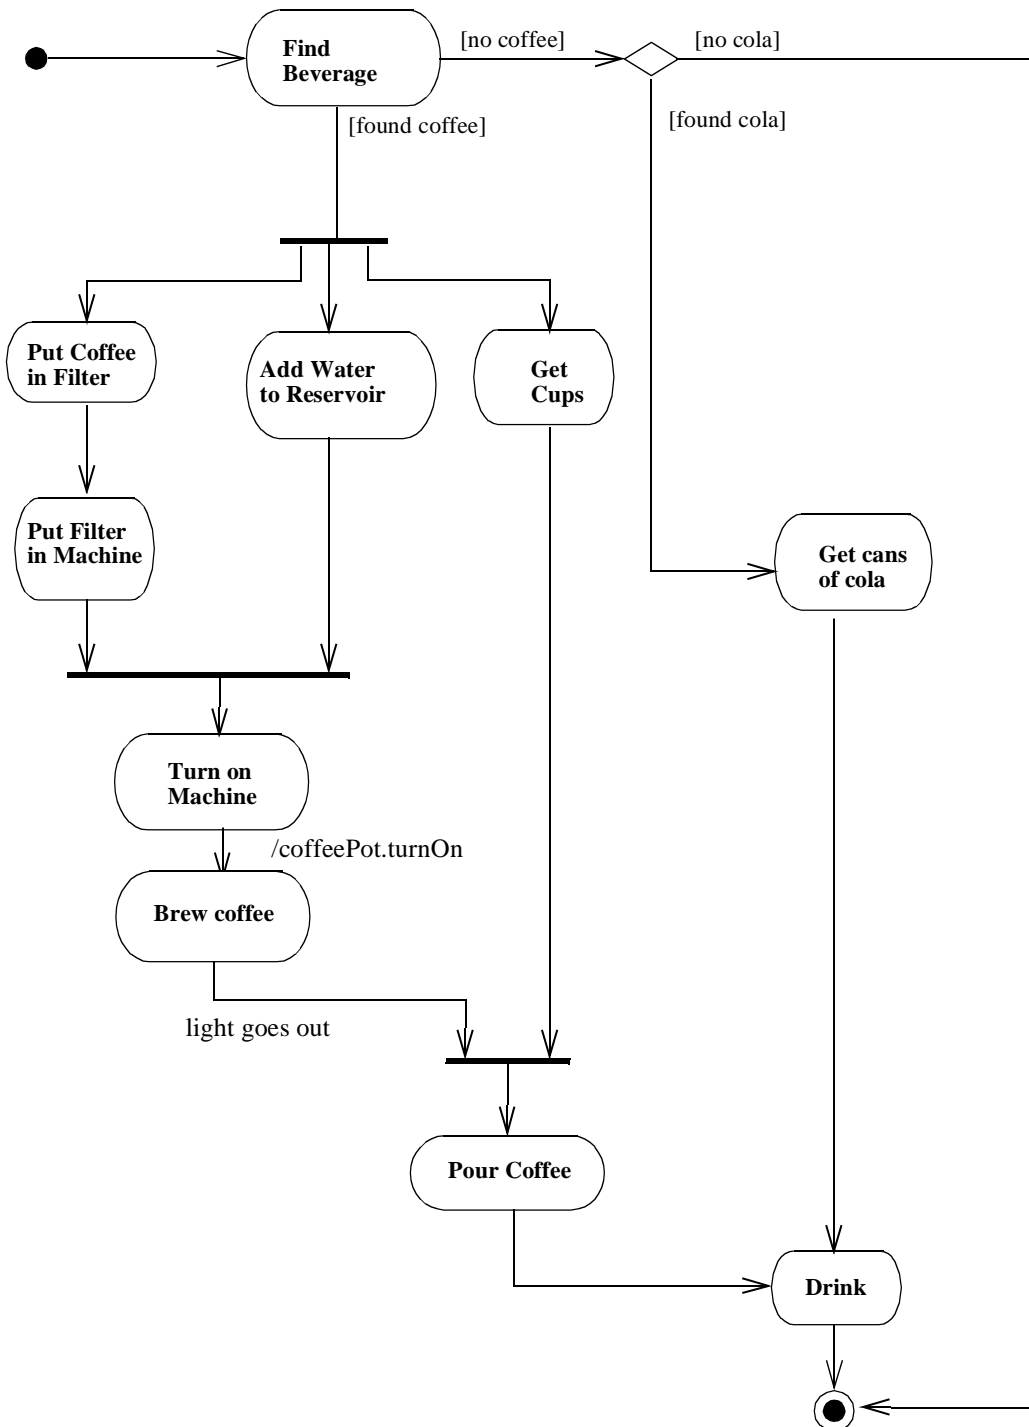 Find
Beverage
[no coffee]
[no cola]
[found coffee]
[found cola]
Put Coffee
in Filter
Add Water
to Reservoir
Get
Cups
Put Filter
in Machine
Get cans
of cola
Turn on
Machine
/coffeePot.turnOn
Brew coffee
light goes out
Pour Coffee
Drink